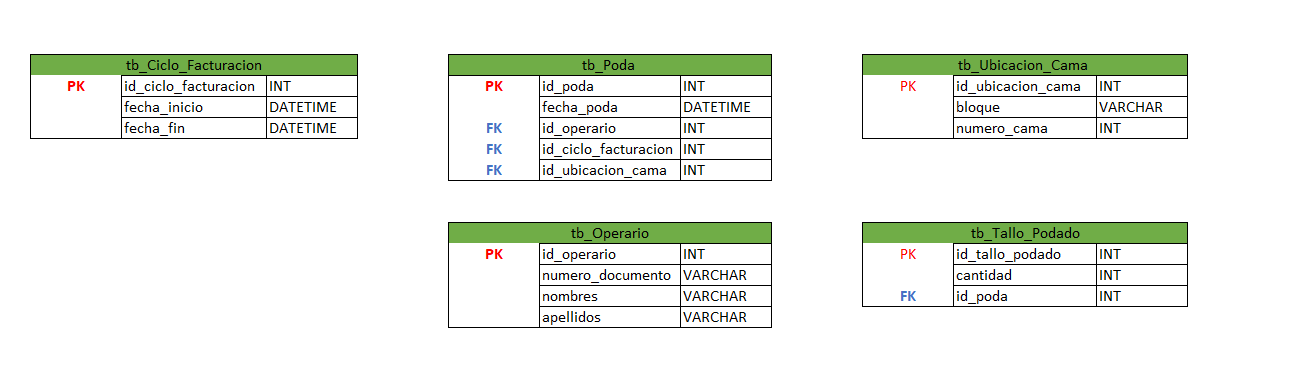 tb_Ciclo_Facturacion
PK id_ciclo_facturacion INT
fecha_inicio DATETIME
fecha_fin DATETIME
tb_Poda
PK id_poda INT
fecha_poda DATETIME
FK id_operario INT
FK id_ciclo_facturacion INT
FK id_ubicacion_cama INT
tb_Ubicacion_Cama
PK id_ubicacion_cama INT
bloque VARCHAR
numero_cama INT
tb_Operario
PK id_operario INT
numero_documento VARCHAR
nombres VARCHAR
apellidos VARCHAR
tb_Tallo_Podado
PK id_tallo_podado INT
cantidad INT
FK id_poda INT